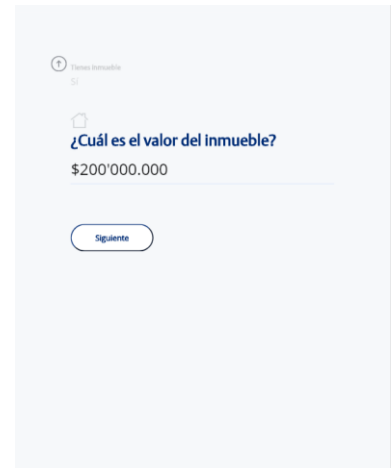 Tienes inmueble
Sí
¿Cuál es el valor del inmueble?
$200'000.000
Siguiente